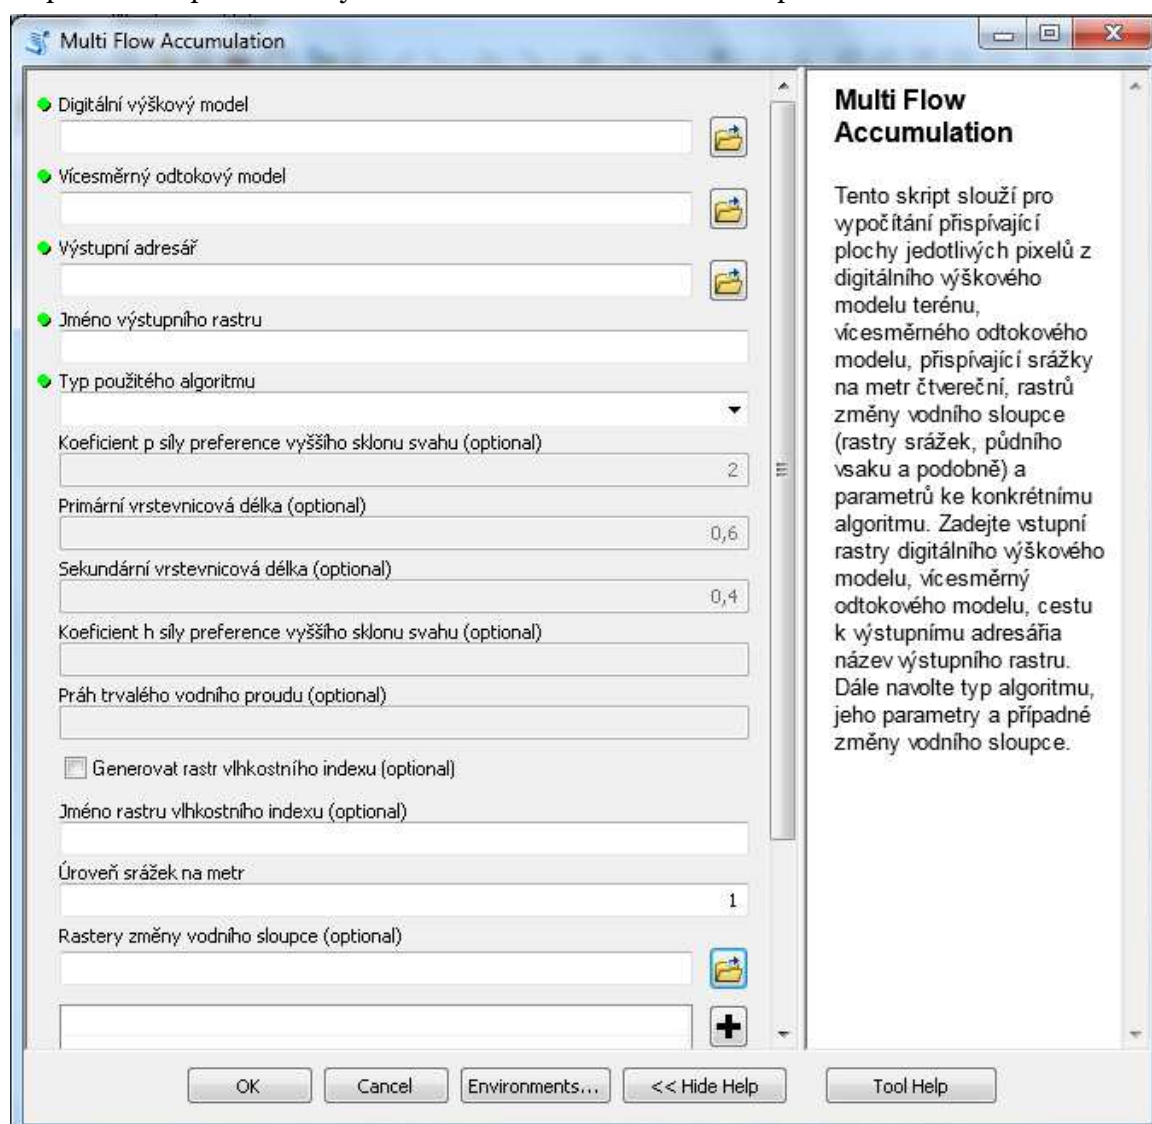 Multi Flow Accumulation
Digitální výškový model
Vícesměrný odtokový model
Výstupní adresář
Jméno výstupního rastru
Typ použitého algoritmu
Koeficient p síly preference vyššího sklonu svahu (optional)
2
Primární vrstevnicová délka (optional)
0,6
Sekundární vrstevnicová délka (optional)
0,4
Koeficient h síly preference vyššího sklonu svahu (optional)
Práh trvalého vodního proudu (optional)
Generovat rastr vlhkostního indexu (optional)
Jméno rastru vlhkostního indexu (optional)
Úroveň srážek na metr
1
Rastery změny vodního sloupce (optional)
OK
Cancel
Environments...
<< Hide Help
Multi Flow
Accumulation
Tento skript slouží pro
vypočítání přispívající
plochy jedotlivých pixelů z
digitálního výškového
modelu terénu,
vícesměrného odtokového
modelu, přispívající srážky
na metr čtvereční, rastrů
změny vodního sloupce
(rastry srážek, půdního
vsaku a podobně) a
parametrů ke konkrétnímu
algoritmu. Zadejte vstupní
rastry digitálního výškového
modelu, vícesměrný
odtokového modelu, cestu
k výstupnímu adresářia
název výstupního rastru.
Dále navolte typ algoritmu,
jeho parametry a případné
změny vodního sloupce.
Tool Help